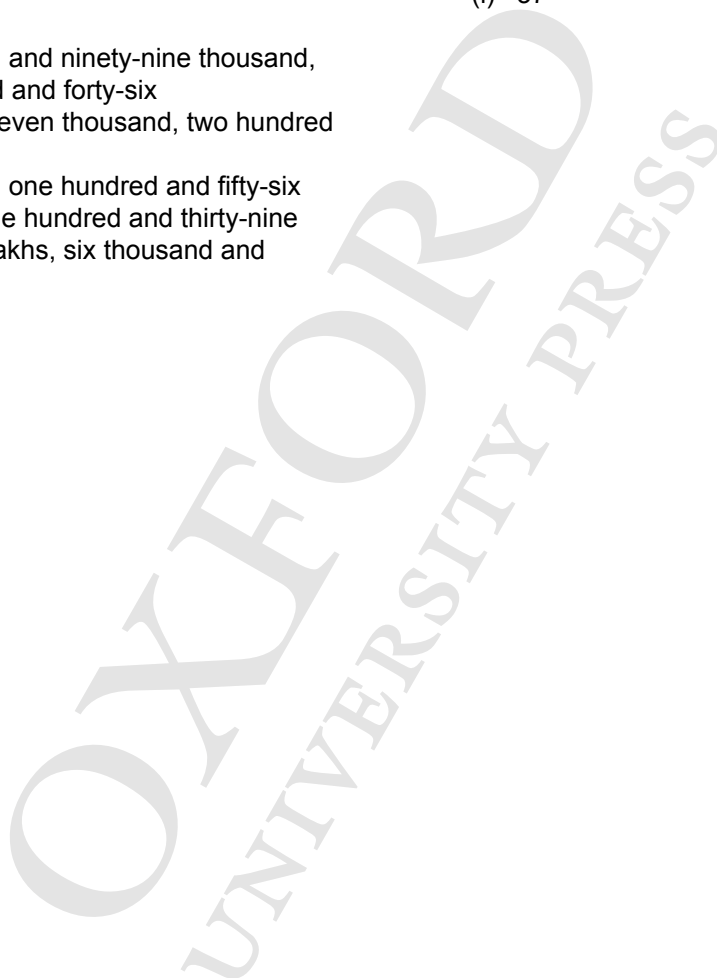 and ninety-nine thousand,
and forty-six
even thousand, two hundred
one hundred and fifty-six
hundred and thirty-nine
akhs, six thousand and
OXFORD
UNIVERSITY PRESS